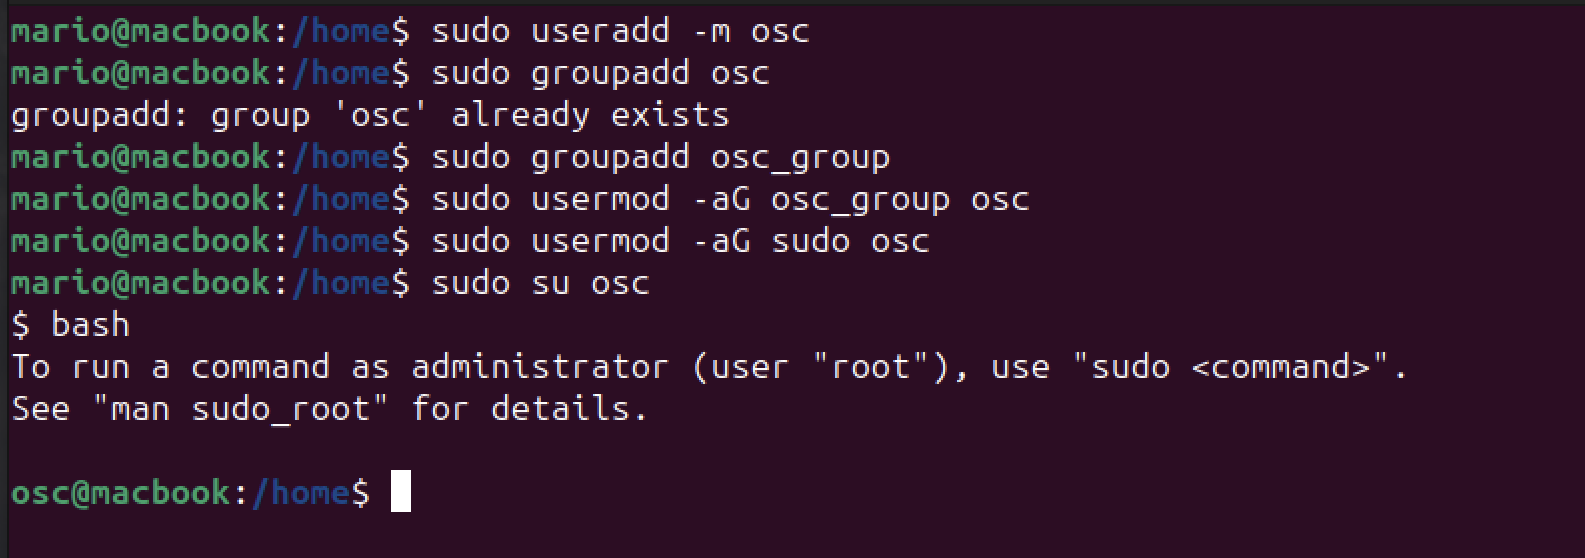 mario@macbook:/home$ sudo useradd -m osc
mario@macbook:/home$ sudo groupadd osc
groupadd: group 'osc' already exists
mario@macbook:/home$ sudo groupadd osc_group
mario@macbook:/home$ sudo usermod -aG osc_group osc
mario@macbook:/home$ sudo usermod -aG sudo osc
mario@macbook:/home$ sudo su osc
$ bash
To run a command as administrator (user "root"), use "sudo <command>".
See "man sudo_root" for details.
osc@macbook:/home$